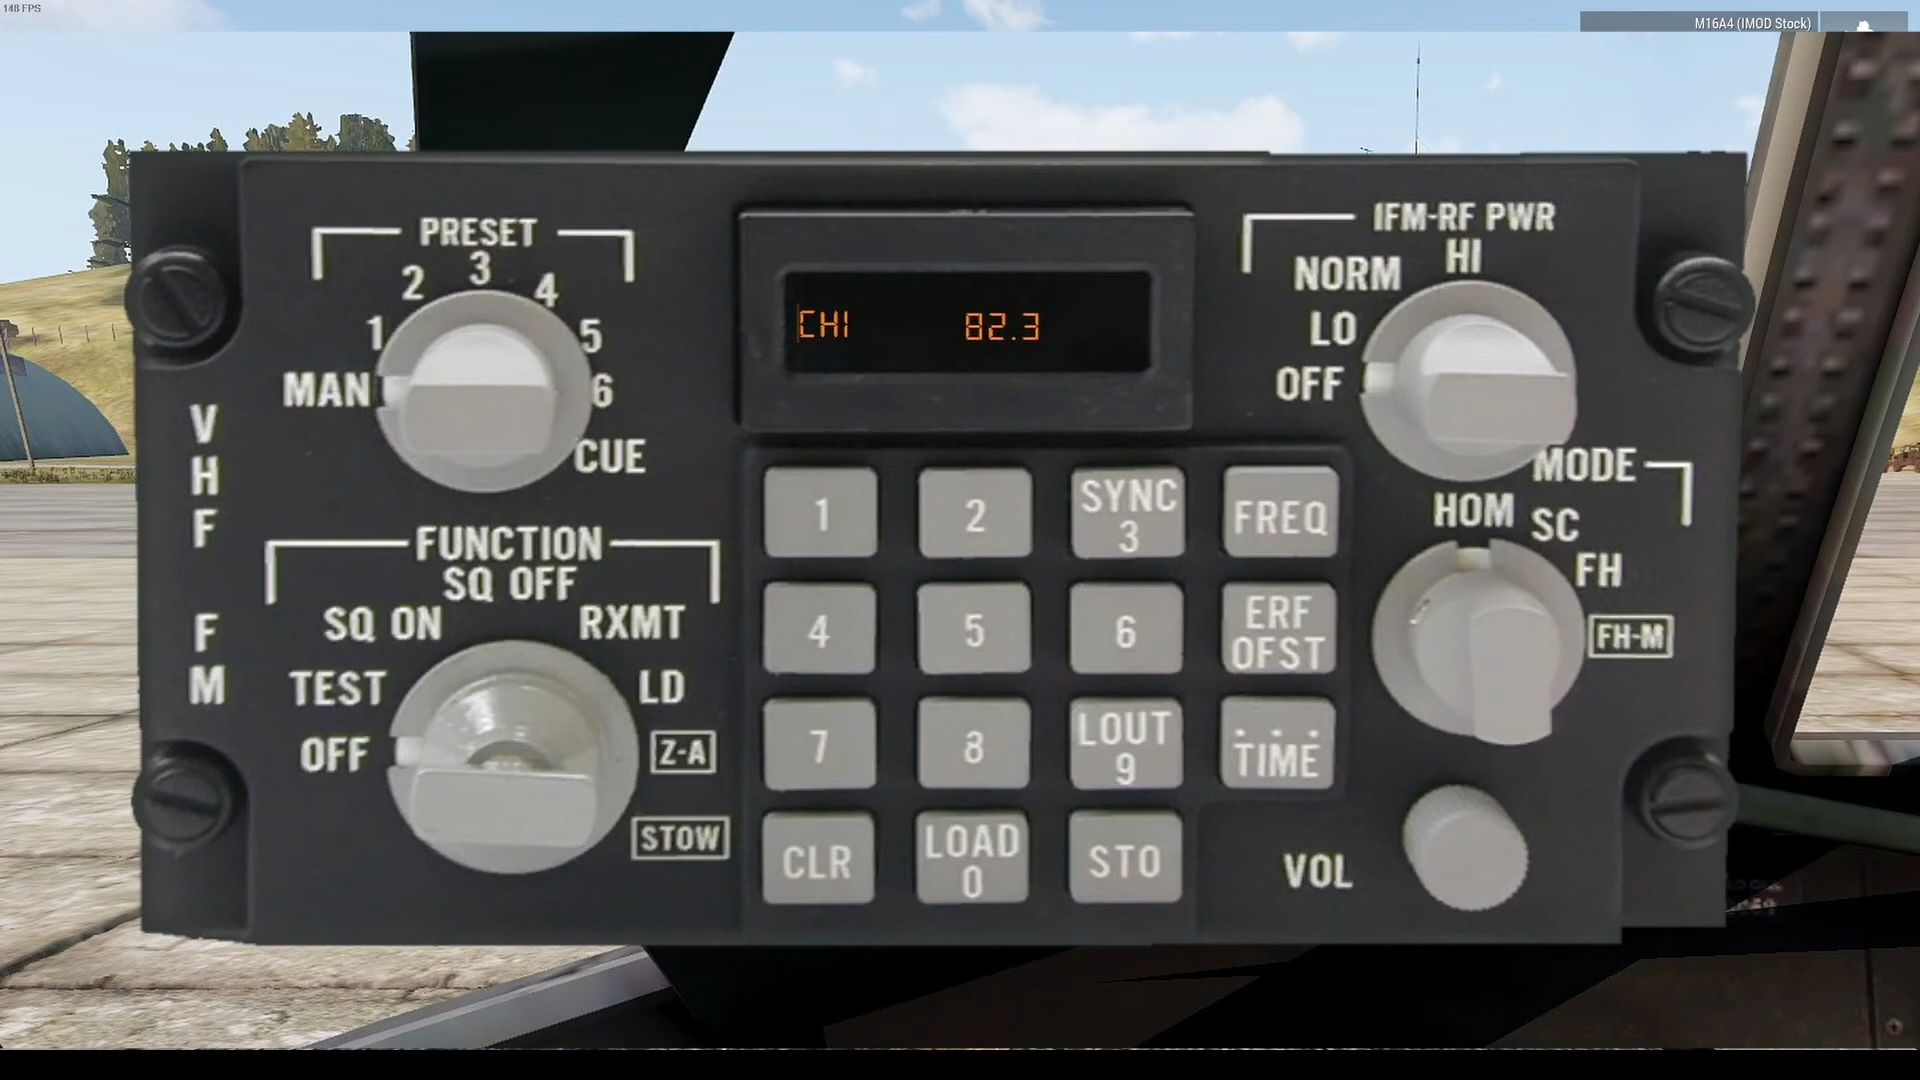 148 FPS
M16A4 (IMOD Stock)
PRESET
MAN 1 2 3 4 5 6 CUE
CH1 82.3
IFM-RF PWR
OFF LO NORM HI
VHF FM
FUNCTION
OFF TEST SQ ON SQ OFF RXMT LD Z-A STOW
1 2 SYNC 3 FREQ
4 5 6 ERF OFST
7 8 LOUT 9 TIME
CLR LOAD 0 STO
MODE
HOM SC FH FH-M
VOL